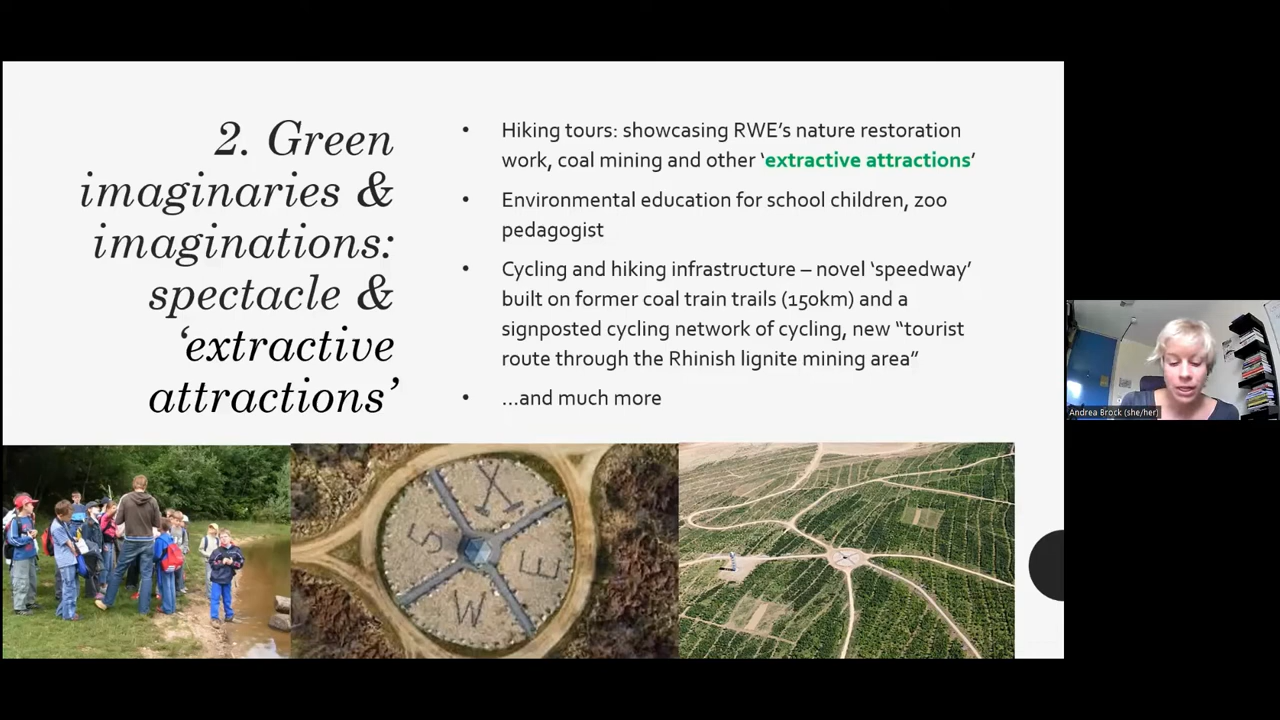 2. Green
imaginaries &
imaginations:
spectacle &
‘extractive
attractions’
• Hiking tours: showcasing RWE’s nature restoration
work, coal mining and other ‘extractive attractions’
• Environmental education for school children, zoo
pedagogist
• Cycling and hiking infrastructure – novel ‘speedway’
built on former coal train trails (150km) and a
signposted cycling network of cycling, new “tourist
route through the Rhinish lignite mining area”
• ...and much more
Andrea Brock (she/her)